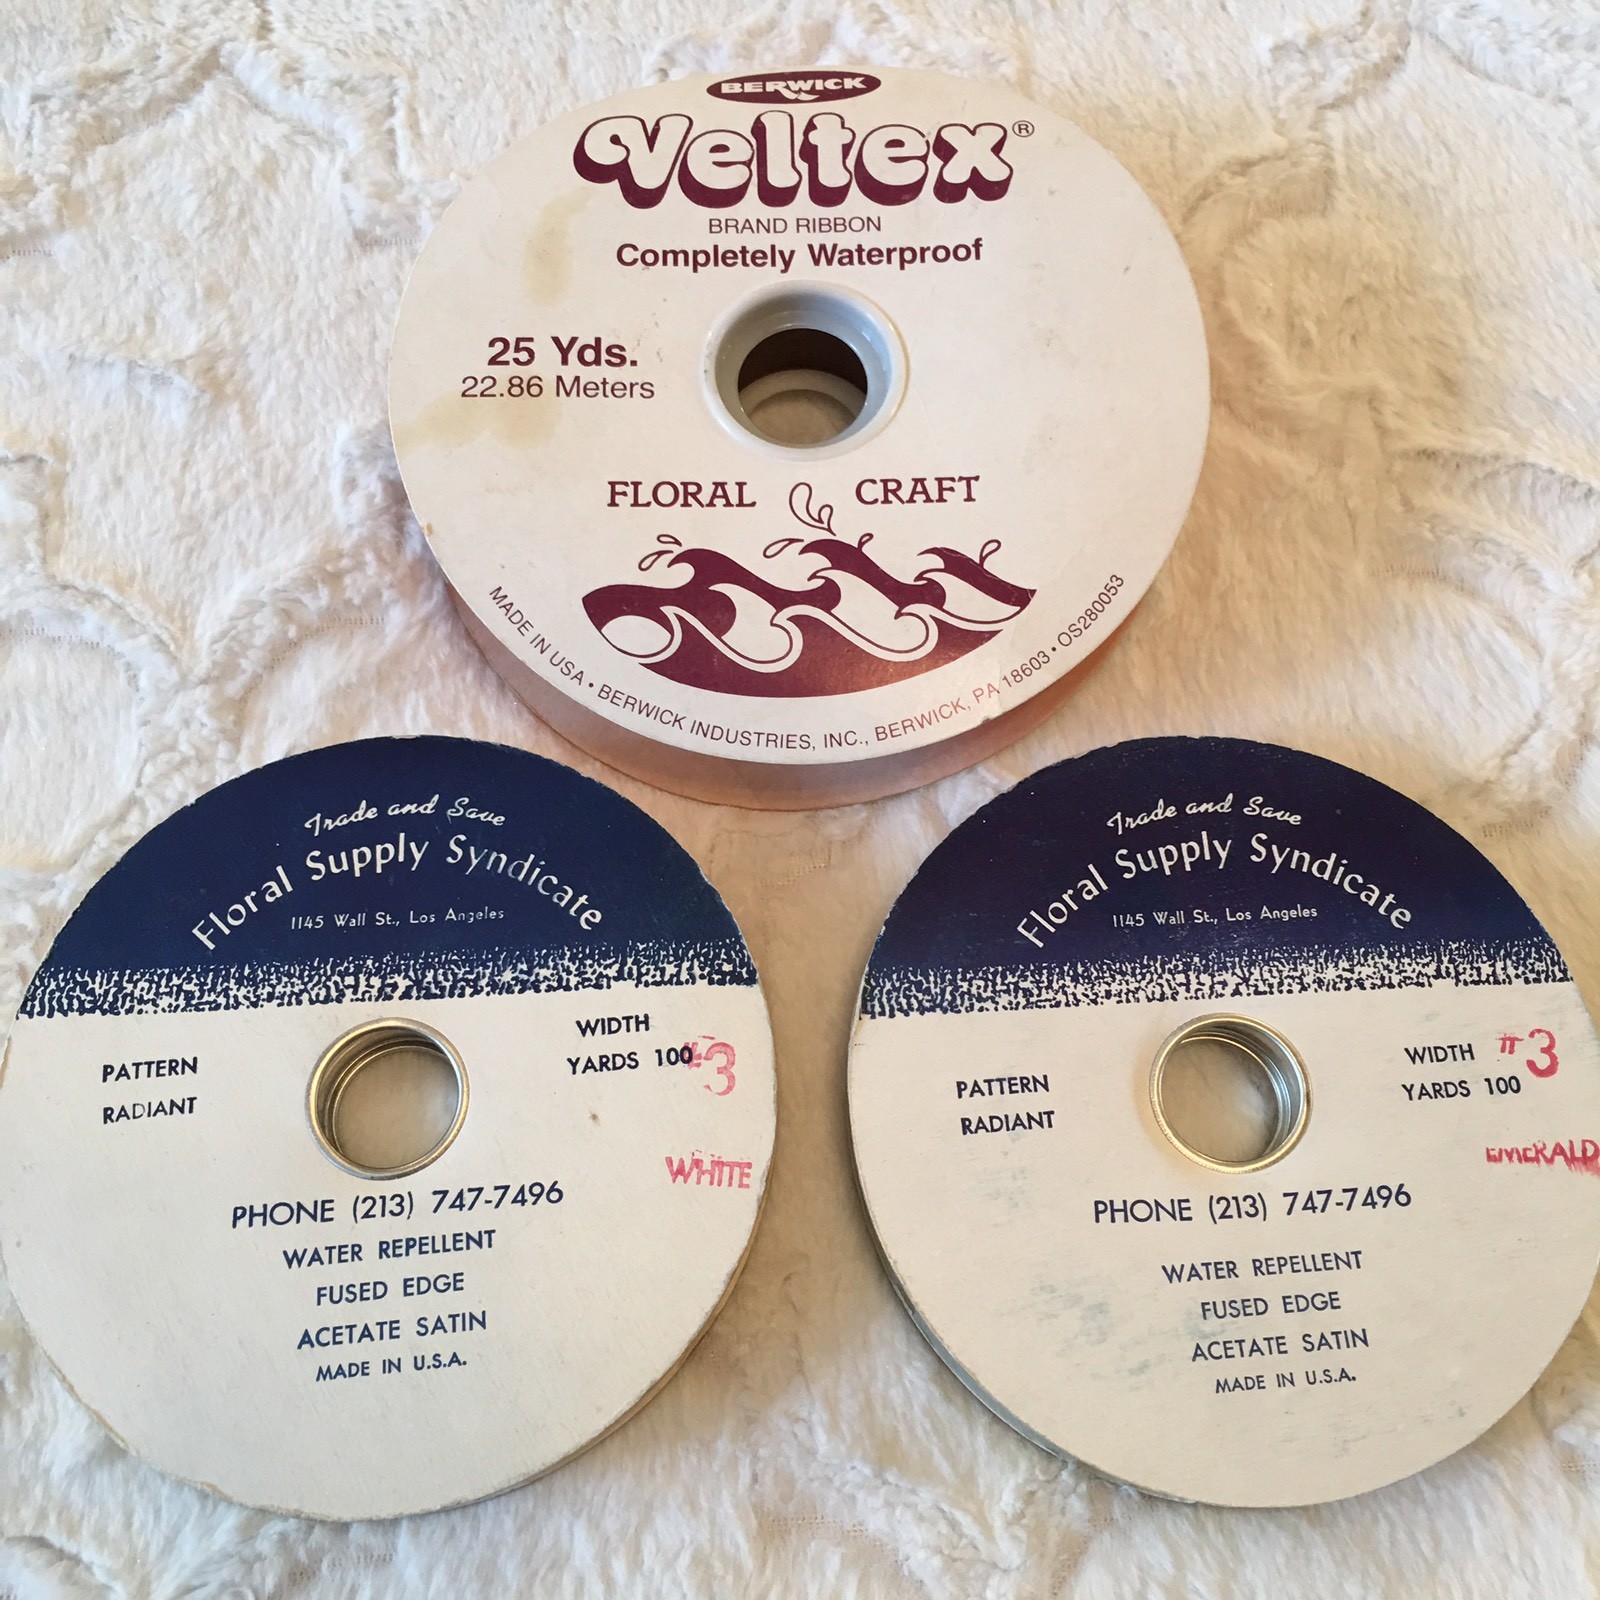 BERWICK
Veltex®
BRAND RIBBON
Completely Waterproof
25 Yds.
22.86 Meters
FLORAL CRAFT
MADE IN USA • BERWICK INDUSTRIES, INC., BERWICK, PA 18603 • OS280053
Trade and Save
Floral Supply Syndicate
1145 Wall St., Los Angeles
PATTERN
RADIANT
WIDTH
YARDS 100
#3
WHITE
PHONE (213) 747-7496
WATER REPELLENT
FUSED EDGE
ACETATE SATIN
MADE IN U.S.A.
Trade and Save
Floral Supply Syndicate
1145 Wall St., Los Angeles
PATTERN
RADIANT
WIDTH #3
YARDS 100
EMERALD
PHONE (213) 747-7496
WATER REPELLENT
FUSED EDGE
ACETATE SATIN
MADE IN U.S.A.